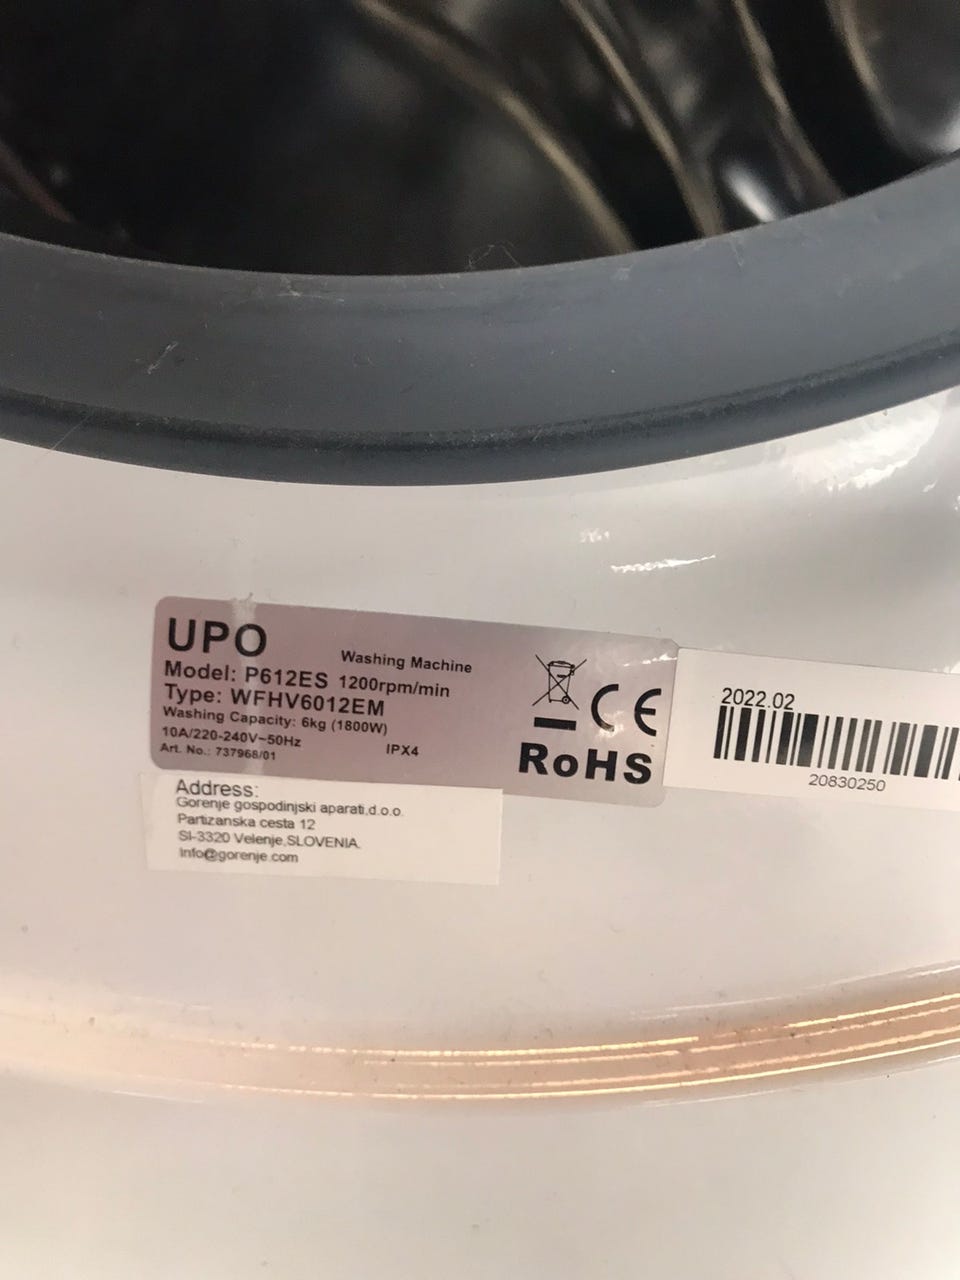 UPO
Washing Machine
Model: P612ES 1200rpm/min
Type: WFHV6012EM
Washing Capacity: 6kg (1800W)
10A/220-240V~50Hz IPX4
Art. No.: 737968/01
CE
RoHS
2022.02
20830250
Address:
Gorenje gospodinjski aparati,d.o.o.
Partizanska cesta 12
SI-3320 Velenje,SLOVENIA.
Info@gorenje.com